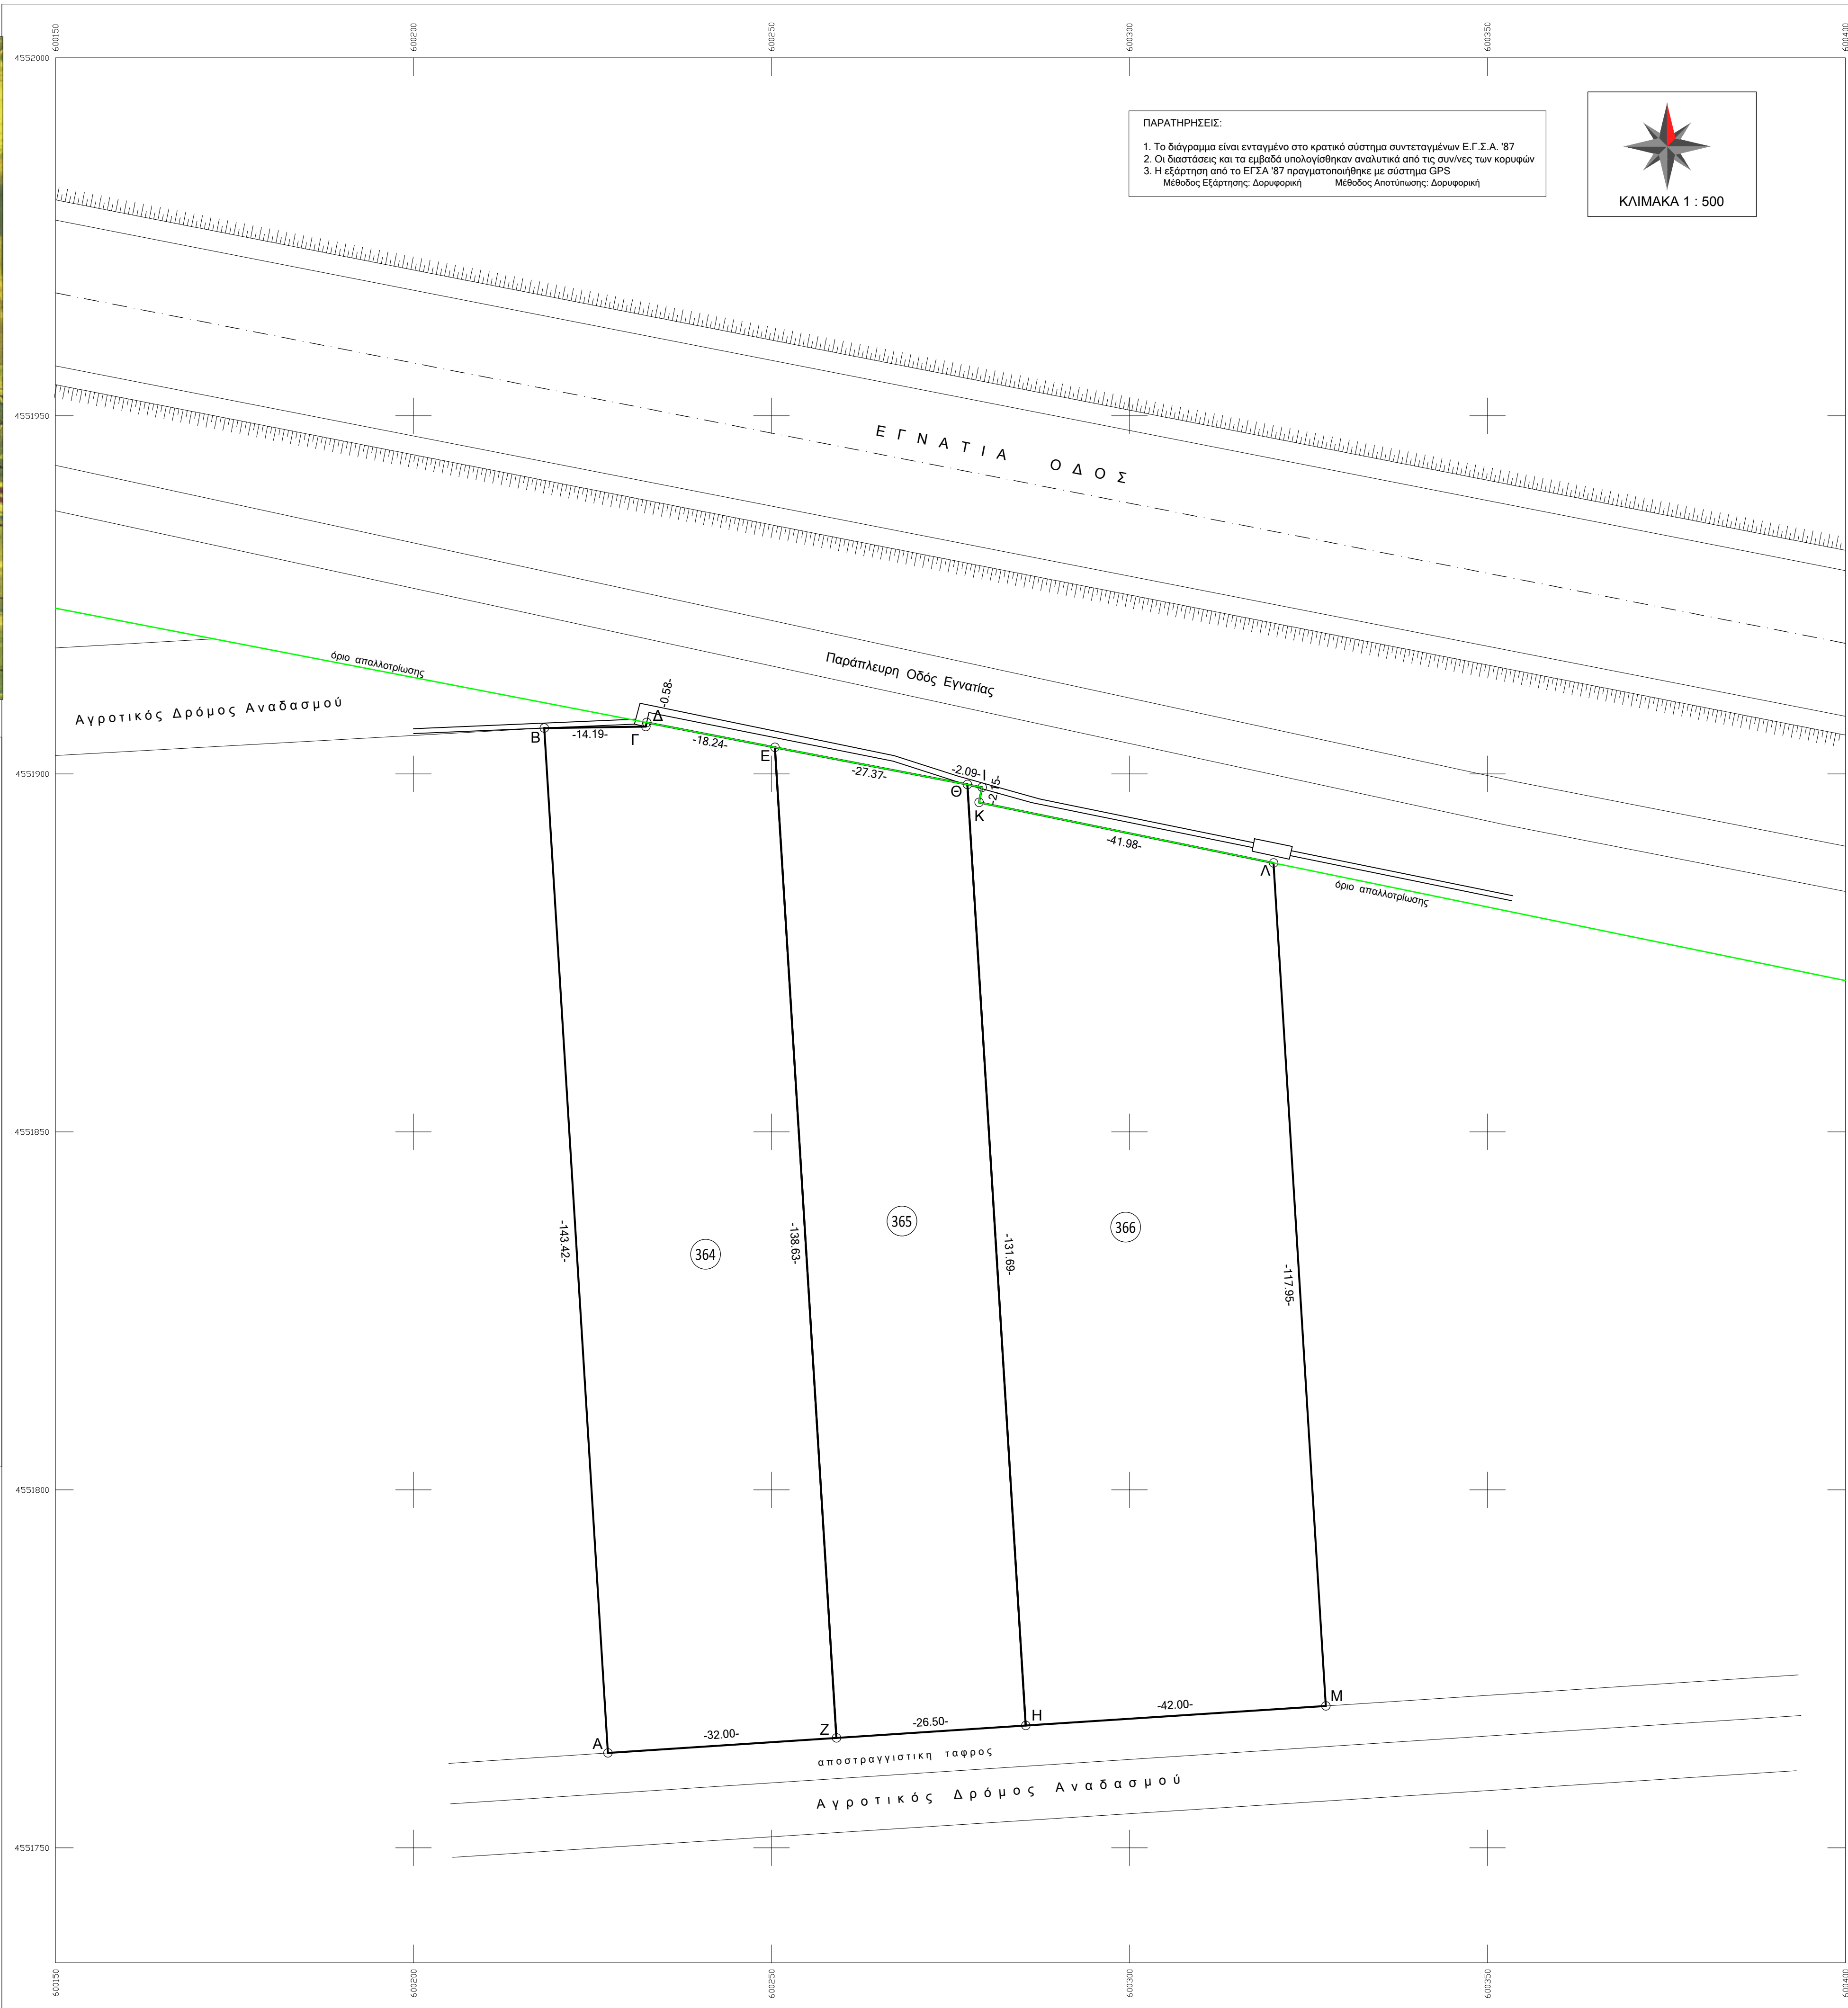 600150
600200
600250
600300
600350
600400
4552000
ΠΑΡΑΤΗΡΗΣΕΙΣ:
1. Το διάγραμμα είναι ενταγμένο στο κρατικό σύστημα συντεταγμένων Ε.Γ.Σ.Α. '87
2. Οι διαστάσεις και τα εμβαδά υπολογίσθηκαν αναλυτικά από τις συν/νες των κορυφών
3. Η εξάρτηση από το ΕΓΣΑ '87 πραγματοποιήθηκε με σύστημα GPS
Μέθοδος Εξάρτησης: Δορυφορική Μέθοδος Αποτύπωσης: Δορυφορική
ΚΛΙΜΑΚΑ 1 : 500
4551950
ΕΓΝΑΤΙΑ ΟΔΟΣ
Παράπλευρη Οδός Εγνατίας
όριο απαλλοτρίωσης
Αγροτικός Δρόμος Αναδασμού
-0.58-
Δ
Β
-14.19-
Γ
-18.24-
Ε
-27.37-
-2.09-
Ι
Θ
-2.15-
Κ
4551900
-41.98-
Λ
όριο απαλλοτρίωσης
4551850
365
366
364
-143.42-
-138.63-
-131.69-
-117.95-
4551800
Α
-32.00-
Ζ
-26.50-
Η
-42.00-
Μ
αποστραγγιστικη ταφρος
Αγροτικός Δρόμος Αναδασμού
4551750
600150
600200
600250
600300
600350
600400